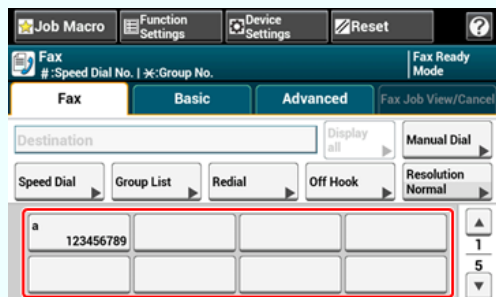 Job Macro
Function
Settings
Device
Settings
Reset
?
Fax
#:Speed Dial No. | ⚹:Group No.
Fax Ready
Mode
Fax
Basic
Advanced
Fax Job View/Cancel
Destination
Display
all
Manual Dial
Speed Dial
Group List
Redial
Off Hook
Resolution
Normal
a
123456789
1
5